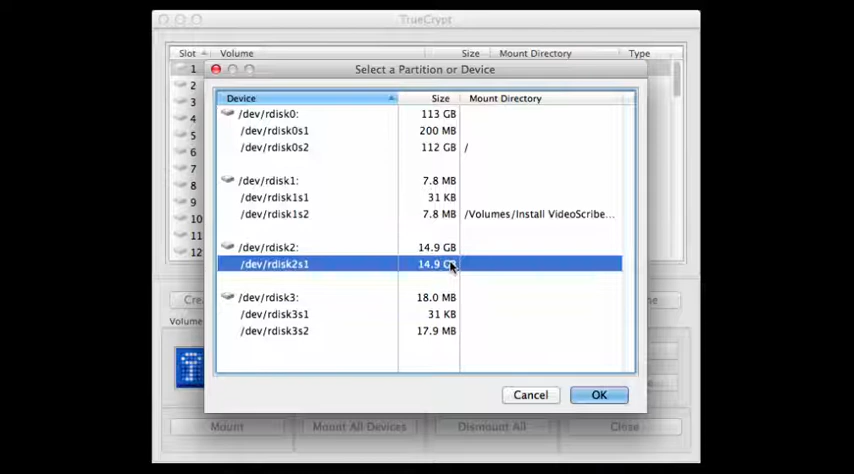 TrueCrypt
Slot Volume Size Mount Directory Type
Select a Partition or Device
Device Size Mount Directory
1
2
3
4
5
6
7
8
9
10
11
12
/dev/rdisk0: 113 GB
/dev/rdisk0s1 200 MB
/dev/rdisk0s2 112 GB /
/dev/rdisk1: 7.8 MB
/dev/rdisk1s1 31 KB
/dev/rdisk1s2 7.8 MB /Volumes/Install VideoScribe...
/dev/rdisk2: 14.9 GB
/dev/rdisk2s1 14.9 GB
/dev/rdisk3: 18.0 MB
/dev/rdisk3s1 31 KB
/dev/rdisk3s2 17.9 MB
Volume
Cancel OK
Mount Mount All Devices Dismount All Close